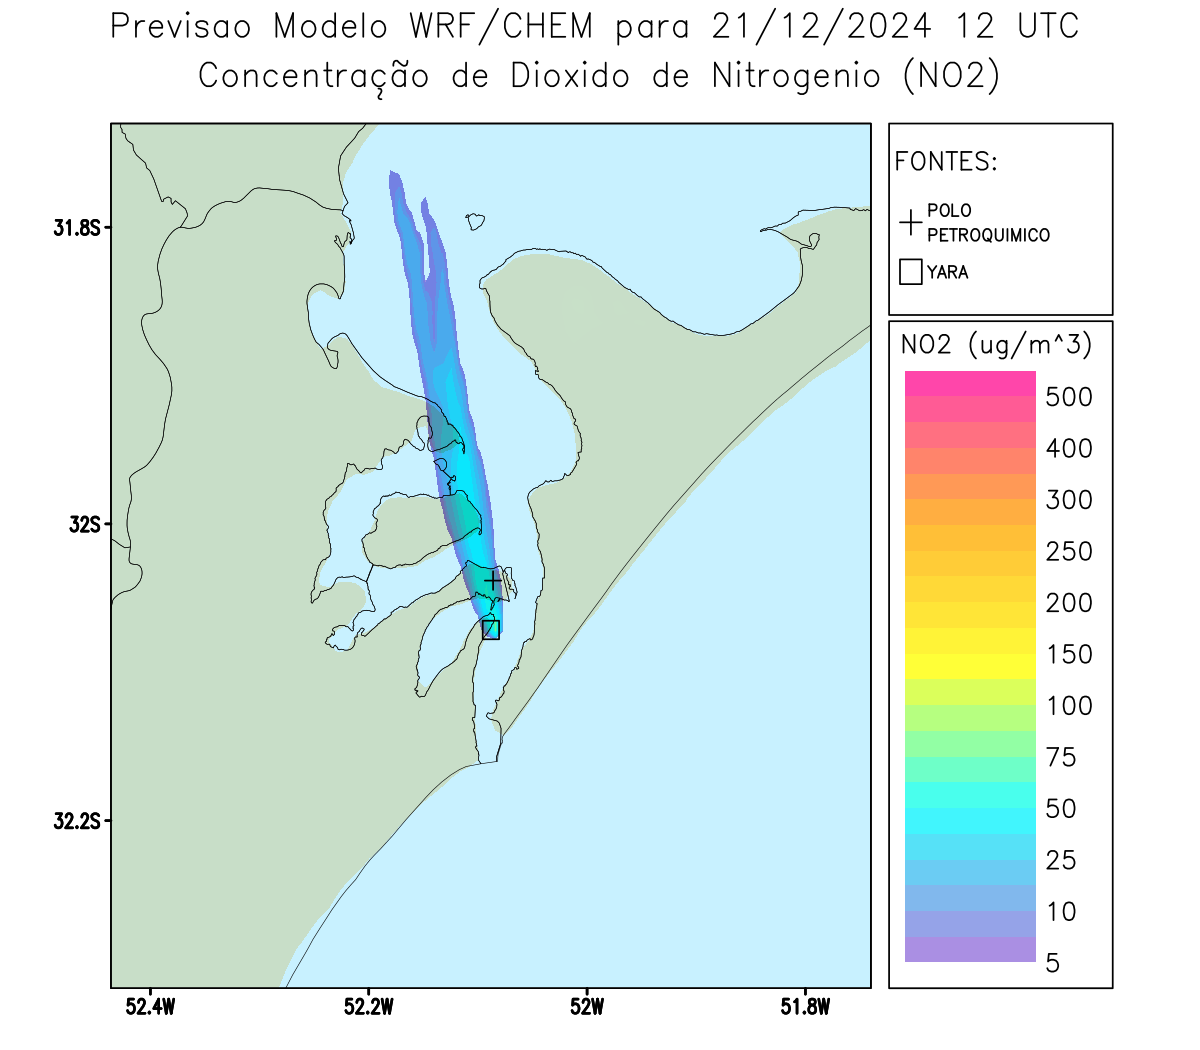 Previsao Modelo WRF/CHEM para 21/12/2024 12 UTC
Concentração de Dioxido de Nitrogenio (NO2)
FONTES:
POLO
PETROQUIMICO
YARA
31.8S
32S
32.2S
52.4W
52.2W
52W
51.8W
NO2 (ug/m^3)
500
400
300
250
200
150
100
75
50
25
10
5